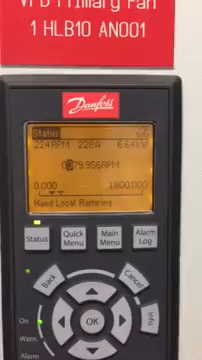 VFD Primary Fan
1 HLB10 AN001
Danfoss
Status
224RPM 228A 6.64kW
0879.956RPM
0.000 1800.000
Hand Local Ramping
Status
Quick Menu
Main Menu
Alarm Log
Back
Cancel
OK
Info
On
Warn.
Alarm